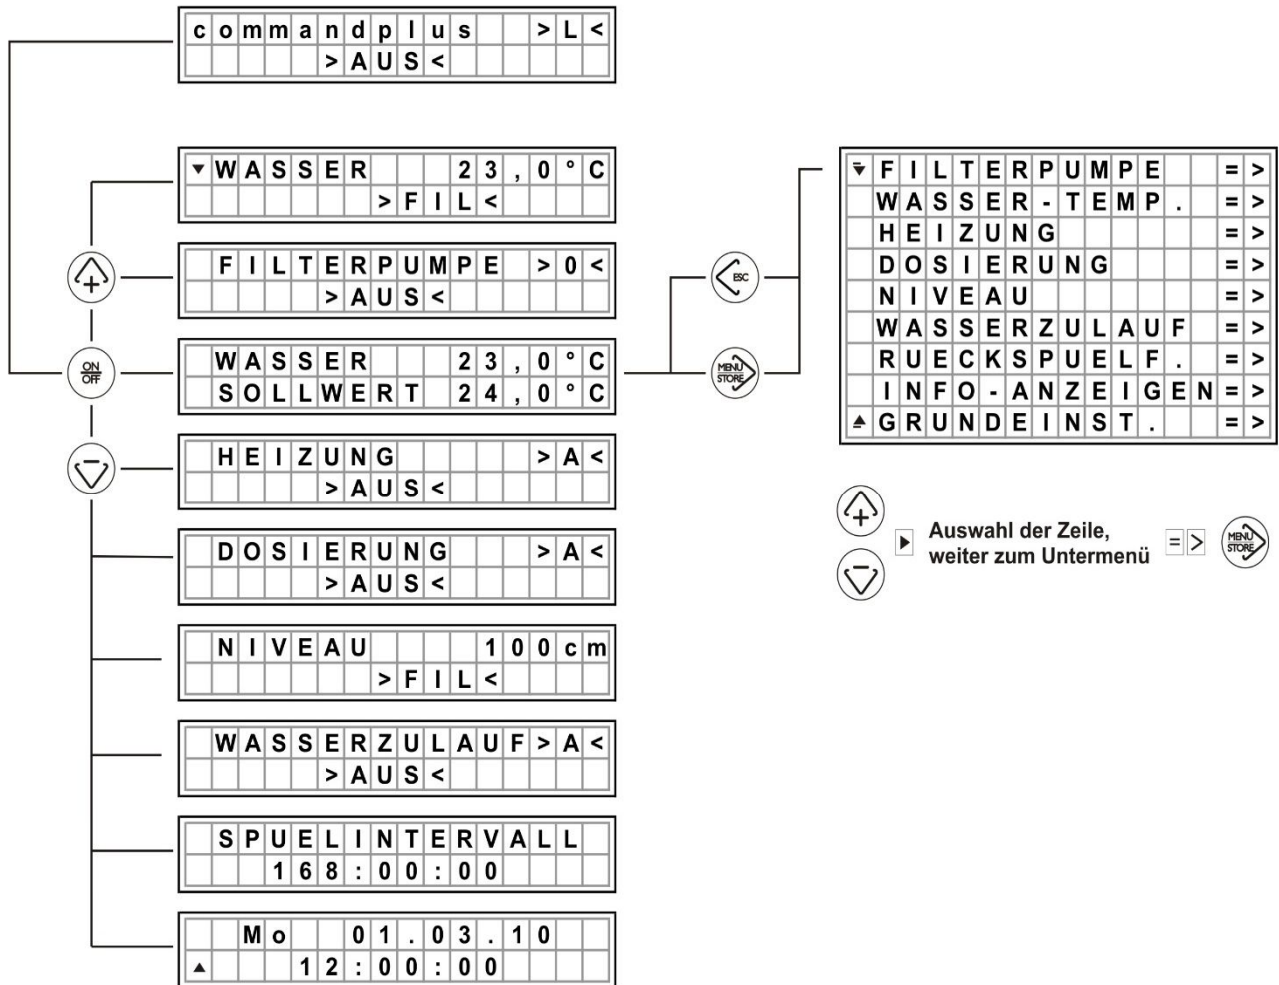 commandplus >L<
>AUS<
▼WASSER 23,0°C
>FIL<
FILTERPUMPE >0<
>AUS<
ON
OFF
WASSER 23,0°C
SOLLWERT 24,0°C
HEIZUNG >A<
>AUS<
DOSIERUNG >A<
>AUS<
NIVEAU 100cm
>FIL<
WASSERZULAUF>A<
>AUS<
SPUELINTERVALL
168:00:00
Mo 01.03.10
▲ 12:00:00
ESC
MENU
STORE
▼FILTERPUMPE =>
WASSER-TEMP. =>
HEIZUNG =>
DOSIERUNG =>
NIVEAU =>
WASSERZULAUF =>
RUECKSPUELF. =>
INFO-ANZEIGEN=>
▲GRUNDEINST. =>
Auswahl der Zeile,
weiter zum Untermenü
=>
MENU
STORE